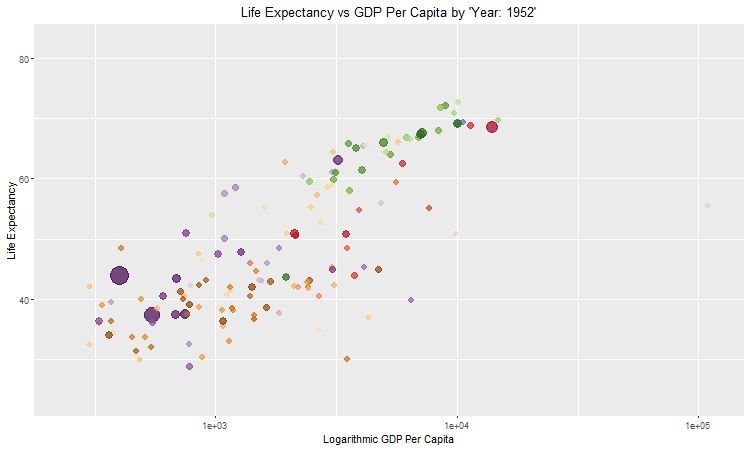 Life Expectancy vs GDP Per Capita by 'Year: 1952'
80
60
40
Life Expectancy
1e+03
1e+04
1e+05
Logarithmic GDP Per Capita